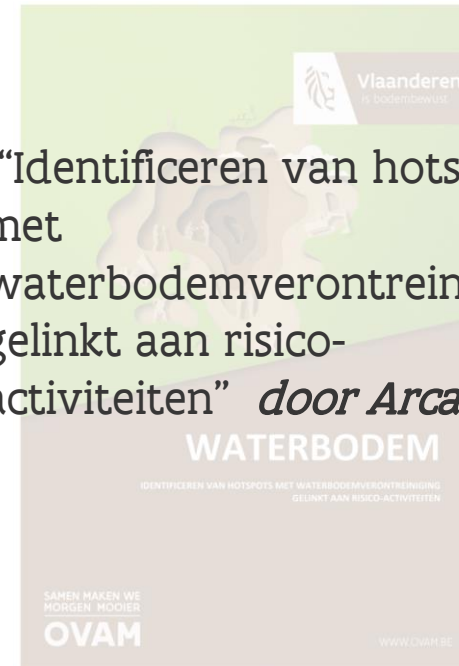 Vlaanderen
is bodembewust
“Identificeren van hots
met
waterbodemverontrein
gelinkt aan risico-
activiteiten” door Arca
WATERBODEM
IDENTIFICEREN VAN HOTSPOTS MET WATERBODEMVERONTREINIGING
GELINKT AAN RISICO-ACTIVITEITEN
SAMEN MAKEN WE
MORGEN MOOIER
OVAM
WWW.OVAM.BE